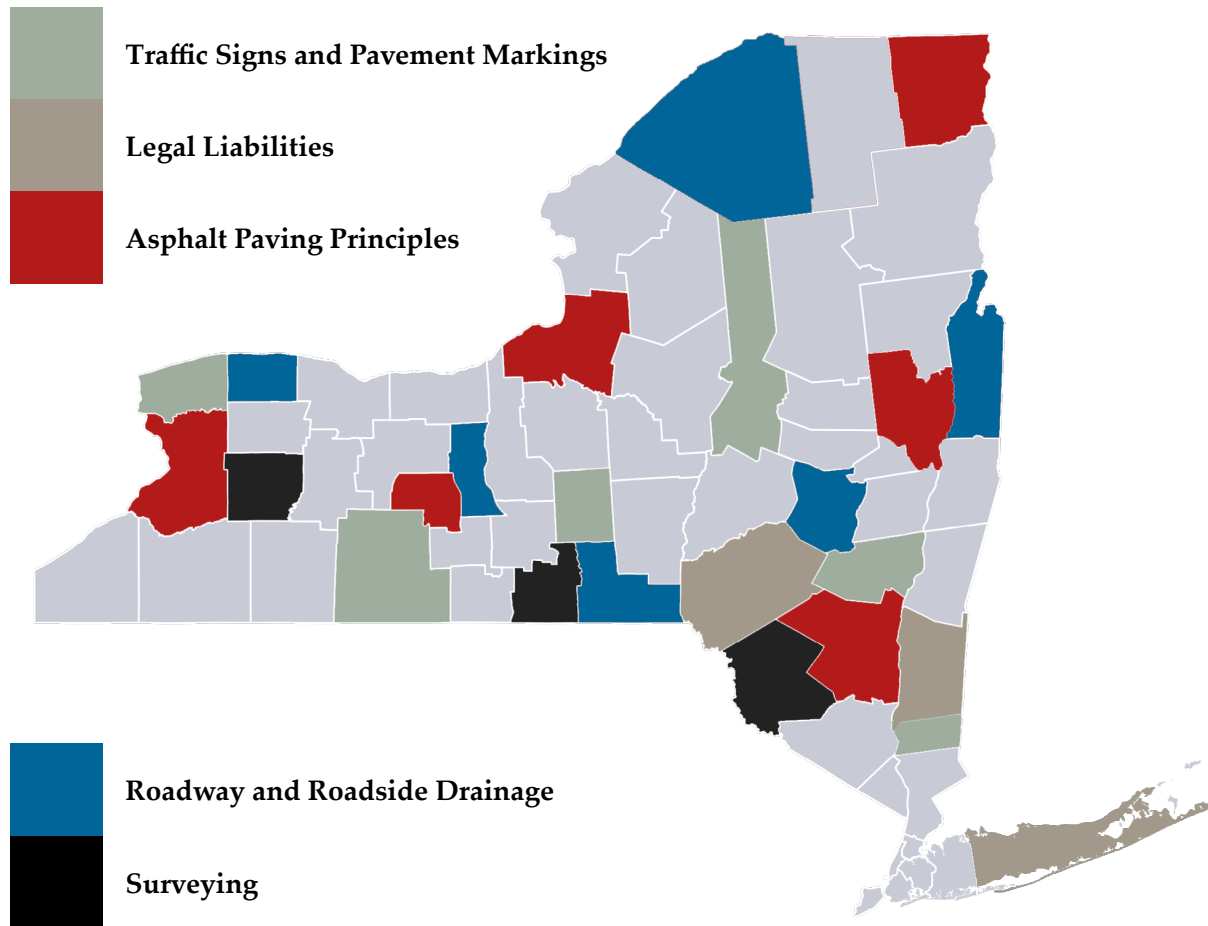 Traffic Signs and Pavement Markings
Legal Liabilities
Asphalt Paving Principles
Roadway and Roadside Drainage
Surveying